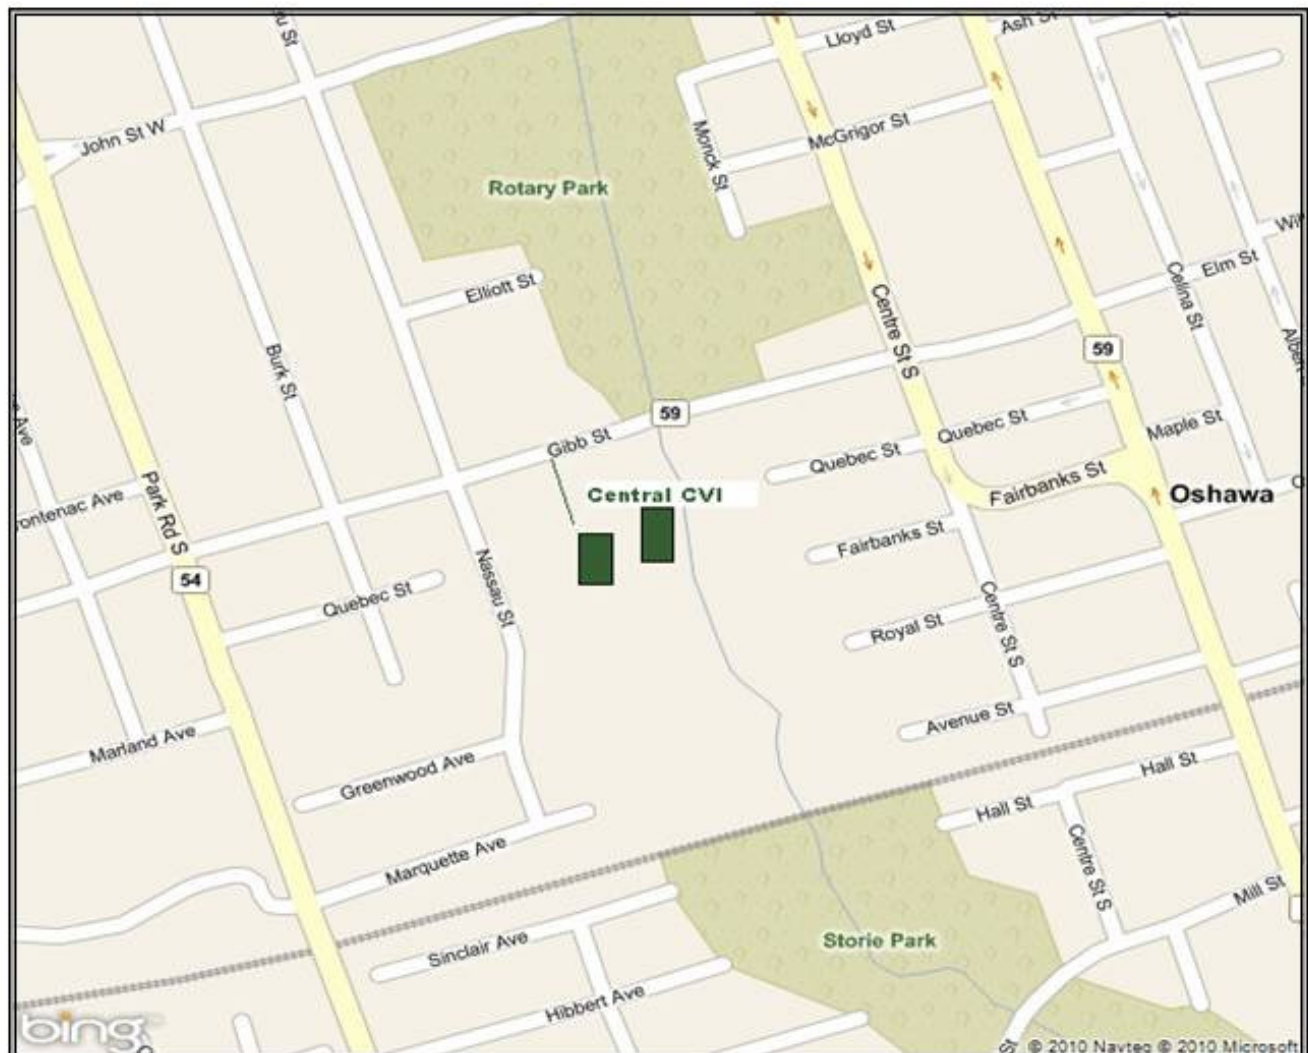 Lloyd St
Ash St
John St W
Monck St
McGrigor St
Rotary Park
Elliott St
Centre St S
Celina St
Elm St
Albert
Burk St
59
59
Gibb St
Quebec St
Quebec St
Maple St
Park Rd S
Central CVI
Fairbanks St
Oshawa
Fairbanks St
54
Quebec St
Nassau St
Centre St S
Royal St
Marland Ave
Avenue St
Greenwood Ave
Hall St
Hall St
Marquette Ave
Centre St S
Mill St
Sinclair Ave
Storie Park
Hibbert Ave
bing
© 2010 Navteq © 2010 Microsoft